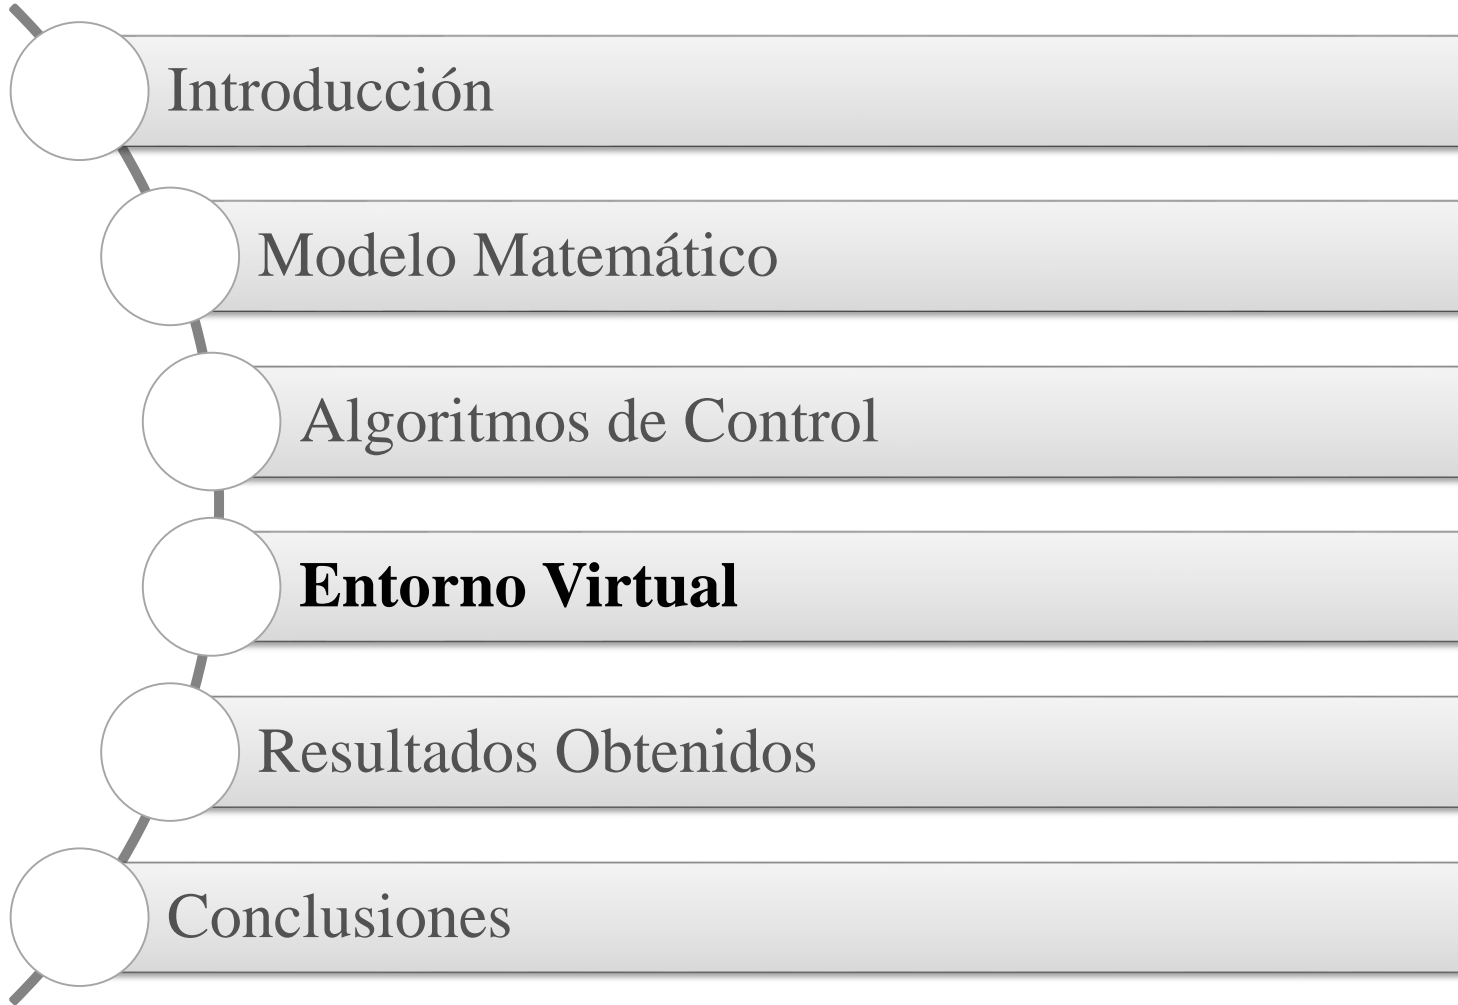 Introducción
Modelo Matemático
Algoritmos de Control
Entorno Virtual
Resultados Obtenidos
Conclusiones